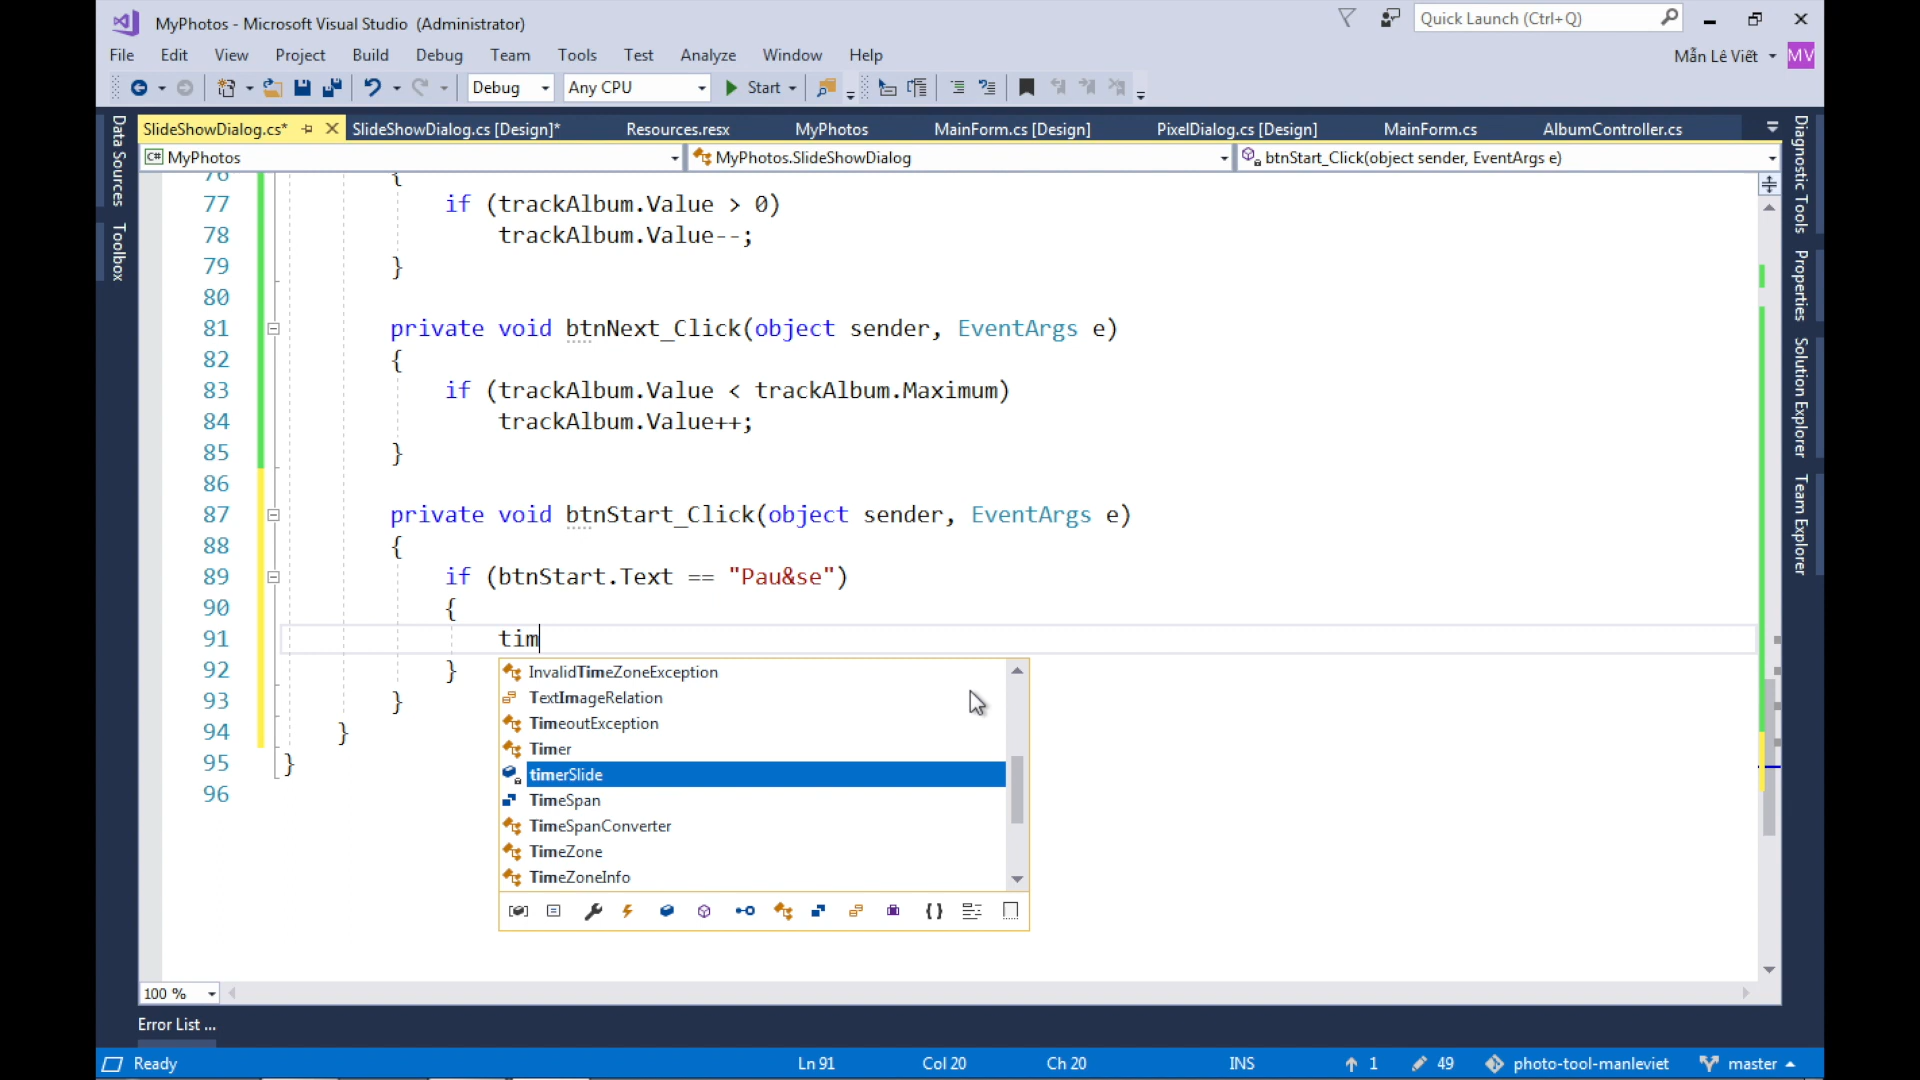 MyPhotos - Microsoft Visual Studio (Administrator)
Quick Launch (Ctrl+Q)
File Edit View Project Build Debug Team Tools Test Analyze Window Help
Mẫn Lê Viết MV
Debug Any CPU Start
SlideShowDialog.cs* SlideShowDialog.cs [Design]* Resources.resx MyPhotos MainForm.cs [Design] PixelDialog.cs [Design] MainForm.cs AlbumController.cs
C# MyPhotos MyPhotos.SlideShowDialog btnStart_Click(object sender, EventArgs e)
Data Sources
Toolbox
Diagnostic Tools
Properties
Solution Explorer
Team Explorer
76 {
77 if (trackAlbum.Value > 0)
78 trackAlbum.Value--;
79 }
80
81 private void btnNext_Click(object sender, EventArgs e)
82 {
83 if (trackAlbum.Value < trackAlbum.Maximum)
84 trackAlbum.Value++;
85 }
86
87 private void btnStart_Click(object sender, EventArgs e)
88 {
89 if (btnStart.Text == "Pau&se")
90 {
91 tim
92 }
93 }
94 }
95 }
96
InvalidTimeZoneException
TextImageRelation
TimeoutException
Timer
timerSlide
TimeSpan
TimeSpanConverter
TimeZone
TimeZoneInfo
100 %
Error List ...
Ready Ln 91 Col 20 Ch 20 INS 1 49 photo-tool-manleviet master